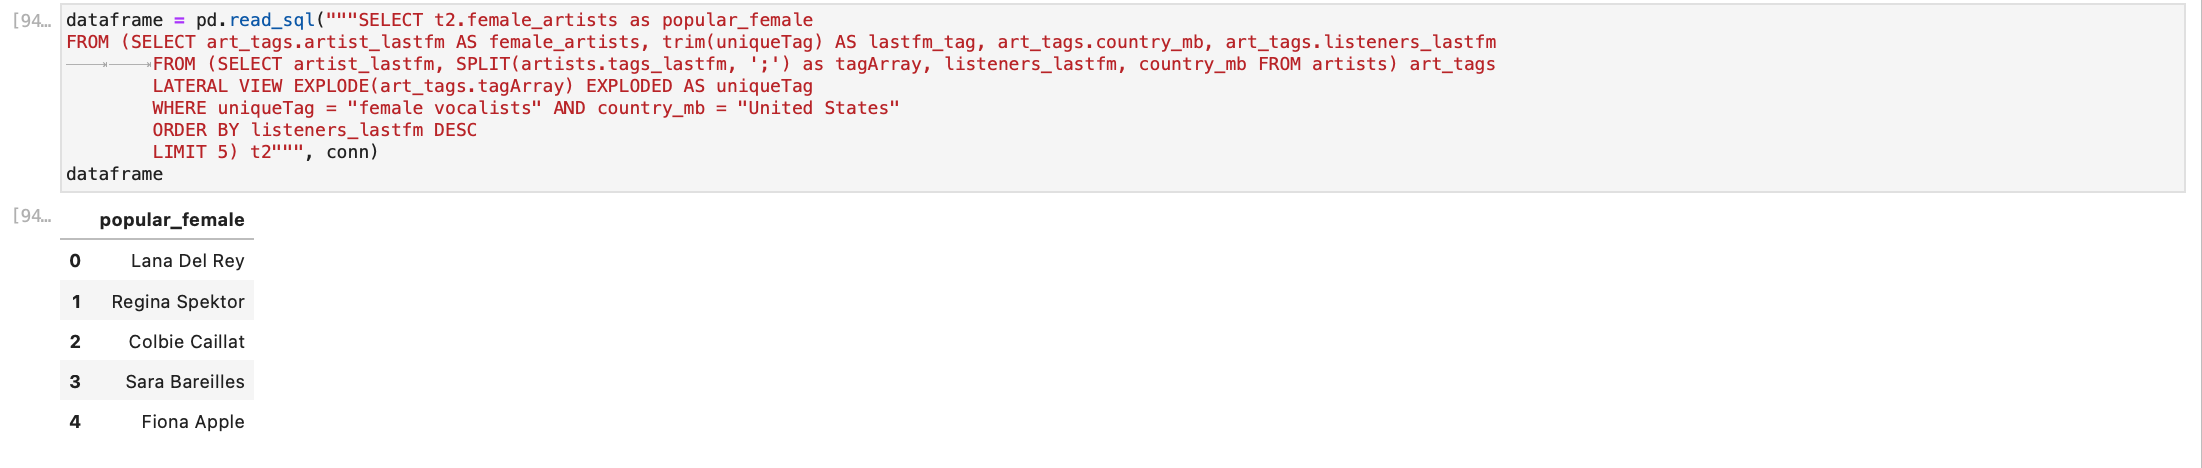 [94…
dataframe = pd.read_sql("""SELECT t2.female_artists as popular_female
FROM (SELECT art_tags.artist_lastfm AS female_artists, trim(uniqueTag) AS lastfm_tag, art_tags.country_mb, art_tags.listeners_lastfm
FROM (SELECT artist_lastfm, SPLIT(artists.tags_lastfm, ';') as tagArray, listeners_lastfm, country_mb FROM artists) art_tags
LATERAL VIEW EXPLODE(art_tags.tagArray) EXPLODED AS uniqueTag
WHERE uniqueTag = "female vocalists" AND country_mb = "United States"
ORDER BY listeners_lastfm DESC
LIMIT 5) t2""", conn)
dataframe
[94…
popular_female
0 Lana Del Rey
1 Regina Spektor
2 Colbie Caillat
3 Sara Bareilles
4 Fiona Apple